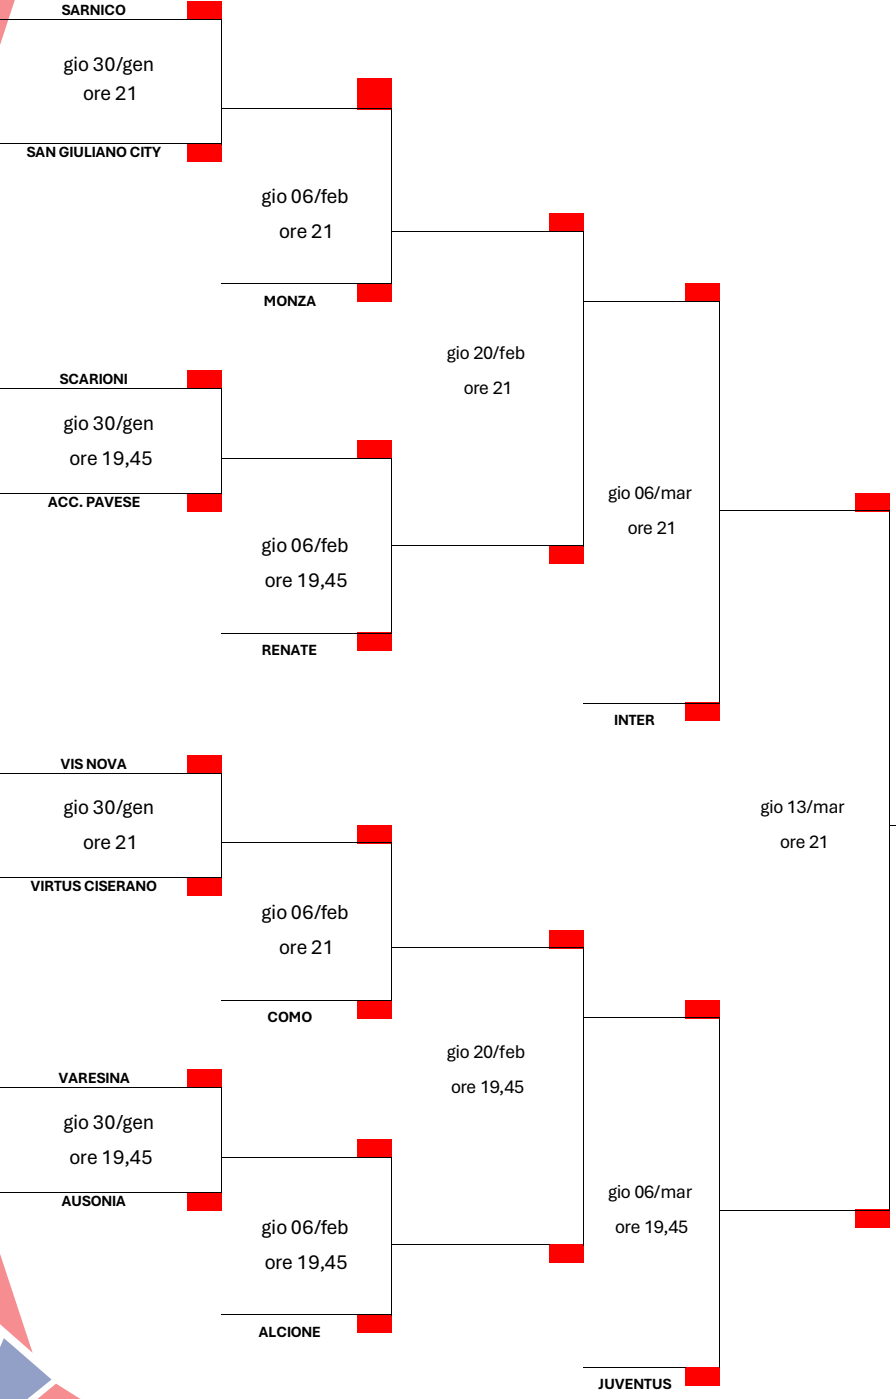 SARNICO
gio 30/gen
ore 21
SAN GIULIANO CITY
gio 06/feb
ore 21
MONZA
gio 20/feb
ore 21
SCARIONI
gio 30/gen
ore 19,45
ACC. PAVESE
gio 06/feb
ore 19,45
RENATE
gio 06/mar
ore 21
INTER
VIS NOVA
gio 30/gen
ore 21
VIRTUS CISERANO
gio 13/mar
ore 21
gio 06/feb
ore 21
COMO
gio 20/feb
ore 19,45
VARESINA
gio 30/gen
ore 19,45
AUSONIA
gio 06/feb
ore 19,45
ALCIONE
gio 06/mar
ore 19,45
JUVENTUS